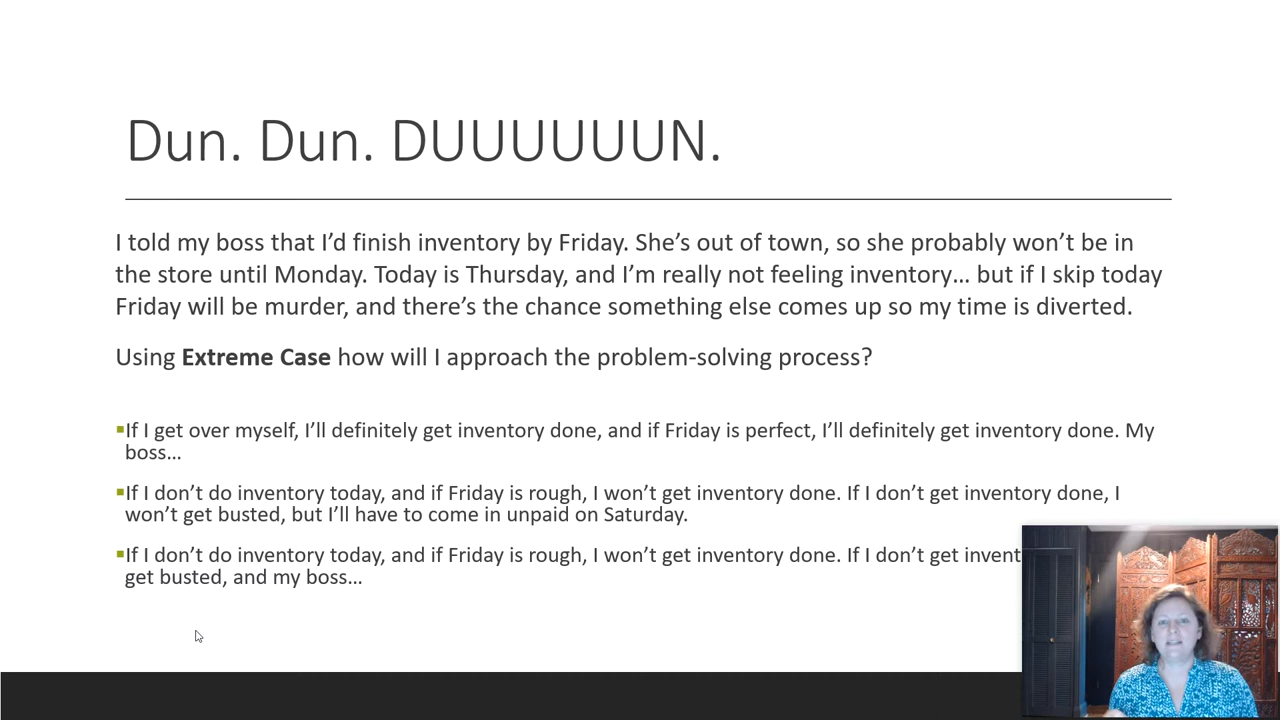 Dun. Dun. DUUUUUUN.
I told my boss that I’d finish inventory by Friday. She’s out of town, so she probably won’t be in
the store until Monday. Today is Thursday, and I’m really not feeling inventory… but if I skip today
Friday will be murder, and there’s the chance something else comes up so my time is diverted.
Using Extreme Case how will I approach the problem-solving process?
▪If I get over myself, I’ll definitely get inventory done, and if Friday is perfect, I’ll definitely get inventory done. My
boss…
▪If I don’t do inventory today, and if Friday is rough, I won’t get inventory done. If I don’t get inventory done, I
won’t get busted, but I’ll have to come in unpaid on Saturday.
▪If I don’t do inventory today, and if Friday is rough, I won’t get inventory done. If I don’t get
get busted, and my boss…